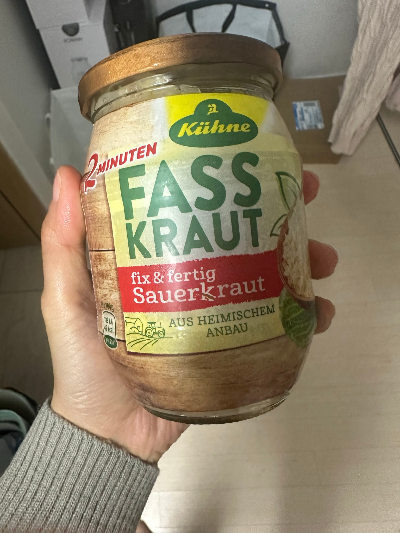 Kühne
2 MINUTEN
FASS
KRAUT
fix & fertig
Sauerkraut
AUS HEIMISCHEM
ANBAU